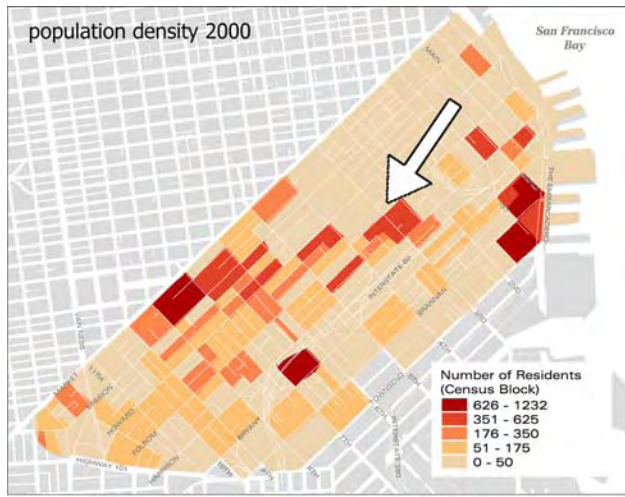 population density 2000
San Francisco
Bay
MAIN
THE EMBARCADERO
INTERSTATE 80
BRANNAN
2ND
3RD
4TH
5TH
TOWNSEND
6TH
INTERSTATE 280
7TH
VAN NESS
MARKET
11TH
MISSION
HOWARD
FOLSOM
BRYANT
HARRISON
10TH
9TH
8TH
HIGHWAY 101
Number of Residents
(Census Block)
626 - 1232
351 - 625
176 - 350
51 - 175
0 - 50